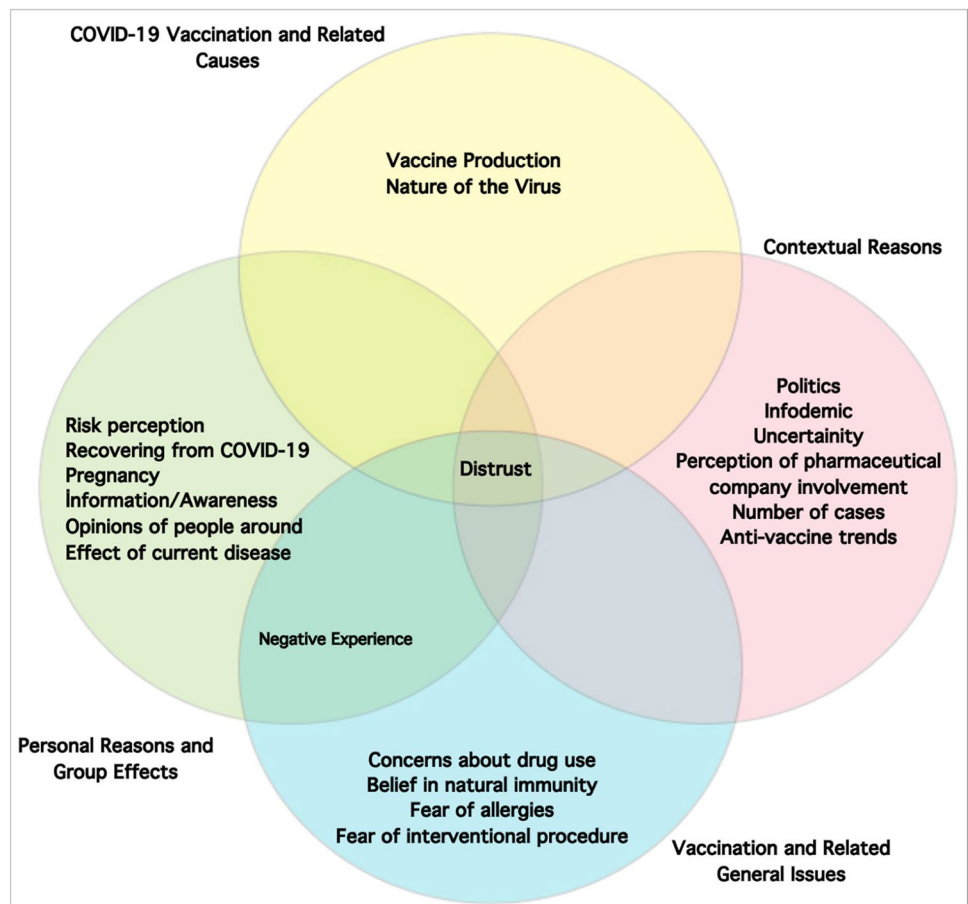 COVID-19 Vaccination and Related
Causes
Vaccine Production
Nature of the Virus
Contextual Reasons
Politics
Infodemic
Uncertainity
Perception of pharmaceutical
company involvement
Number of cases
Anti-vaccine trends
Risk perception
Recovering from COVID-19
Pregnancy
İnformation/Awareness
Opinions of people around
Effect of current disease
Distrust
Negative Experience
Personal Reasons and
Group Effects
Concerns about drug use
Belief in natural immunity
Fear of allergies
Fear of interventional procedure
Vaccination and Related
General Issues